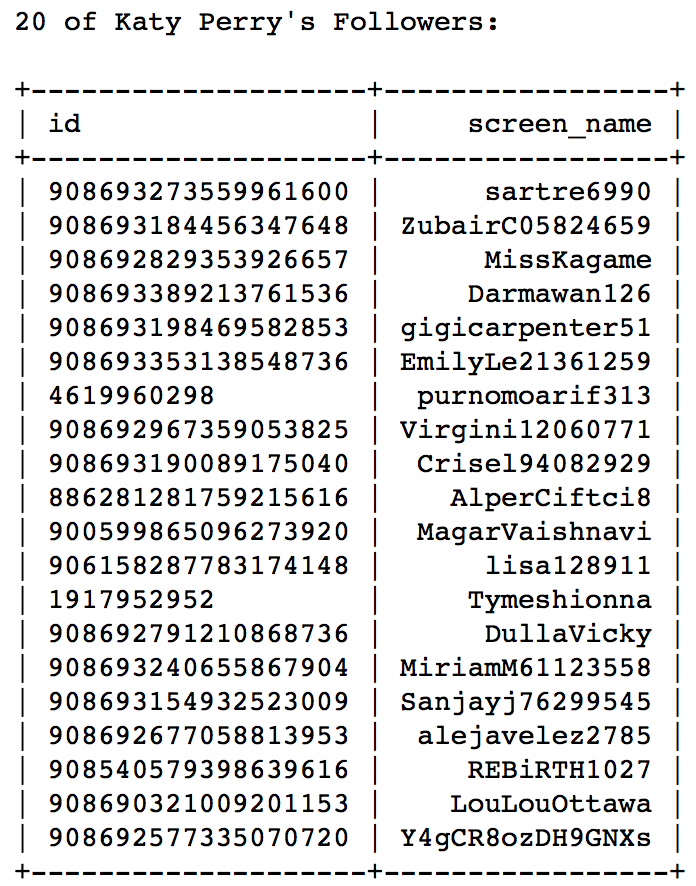 20 of Katy Perry's Followers:
+--------------------+-----------------+
| id                 |     screen_name |
+--------------------+-----------------+
| 908693273559961600 |      sartre6990 |
| 908693184456347648 | ZubairC05824659 |
| 908692829353926657 |      MissKagame |
| 908693389213761536 |     Darmawan126 |
| 908693198469582853 | gigicarpenter51 |
| 908693353138548736 | EmilyLe21361259 |
| 4619960298         |  purnomoarif313 |
| 908692967359053825 | Virgini12060771 |
| 908693190089175040 |  Crisel94082929 |
| 886281281759215616 |    AlperCiftci8 |
| 900599865096273920 |  MagarVaishnavi |
| 906158287783174148 |      lisa128911 |
| 1917952952         |     Tymeshionna |
| 908692791210868736 |      DullaVicky |
| 908693240655867904 | MiriamM61123558 |
| 908693154932523009 | Sanjayj76299545 |
| 908692677058813953 |  alejavelez2785 |
| 908540579398639616 |     REBiRTH1027 |
| 908690321009201153 |    LouLouOttawa |
| 908692577335070720 | Y4gCR8ozDH9GNXs |
+--------------------+-----------------+